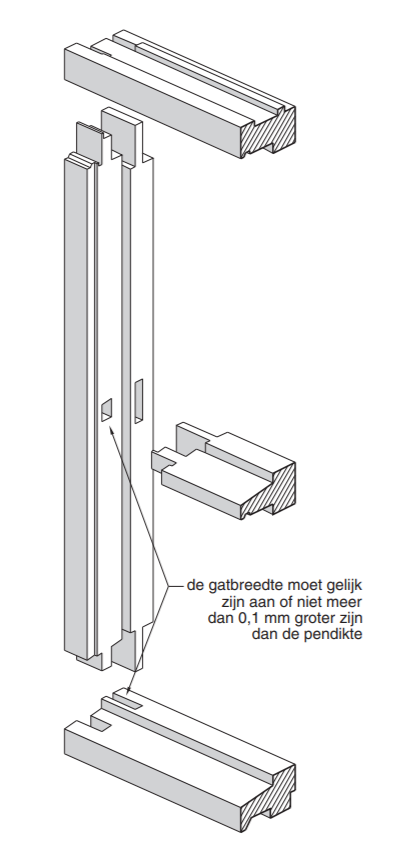 de gatbreedte moet gelijk
zijn aan of niet meer
dan 0,1 mm groter zijn
dan de pendikte